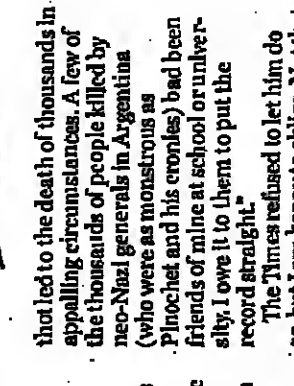 that led to the death of thousands in
appalling circumstances. A few of
the thousands of people killed by
neo-Nazi generals in Argentina
(who were as monstrous as
Pinochet and his cronies) had been
friends of mine at school or univer-
sity. I owe it to them to put the
record straight."
The Times refused to let him do